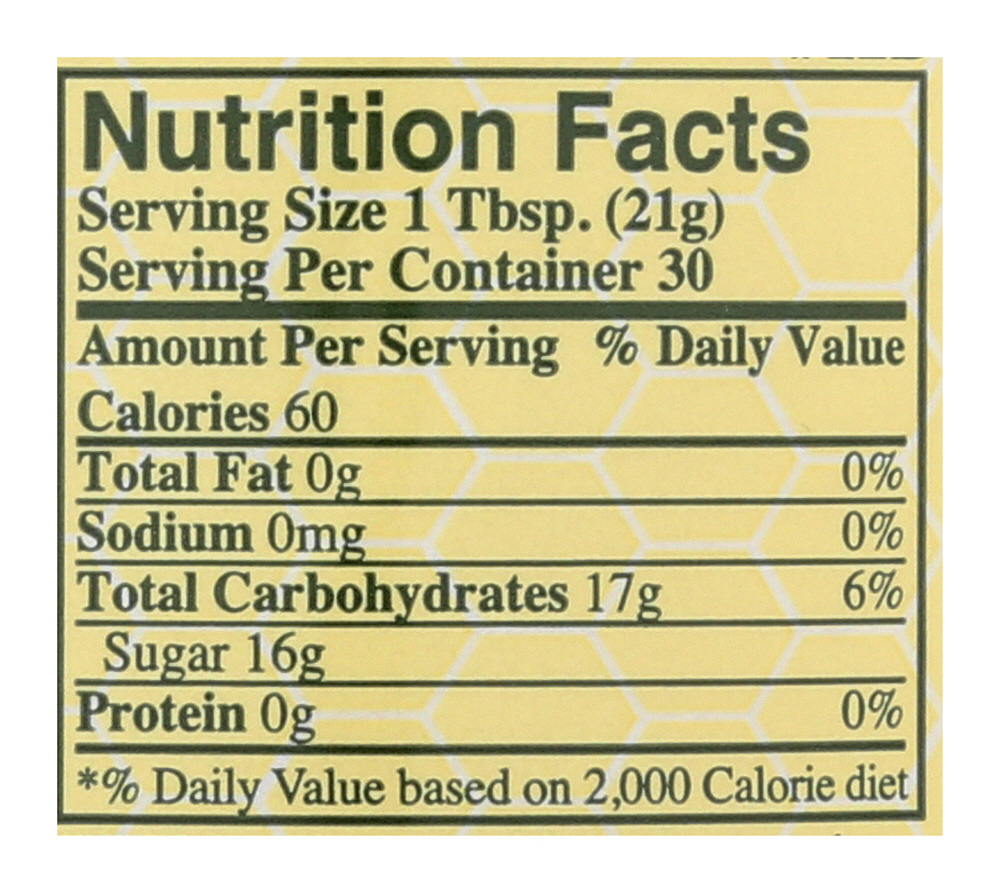 Nutrition Facts
Serving Size 1 Tbsp. (21g)
Serving Per Container 30
Amount Per Serving % Daily Value
Calories 60
Total Fat 0g 0%
Sodium 0mg 0%
Total Carbohydrates 17g 6%
Sugar 16g
Protein 0g 0%
*% Daily Value based on 2,000 Calorie diet